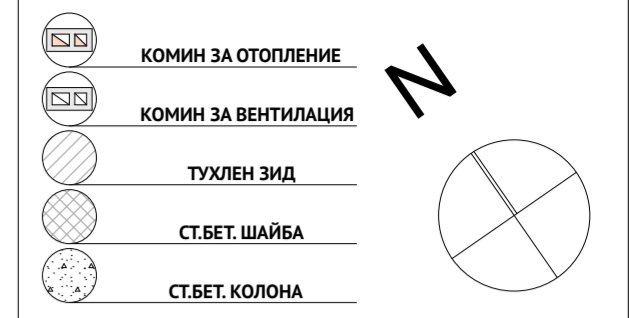 КОМИН ЗА ОТОПЛЕНИЕ
КОМИН ЗА ВЕНТИЛАЦИЯ
ТУХЛЕН ЗИД
СТ.БЕТ. ШАЙБА
СТ.БЕТ. КОЛОНА
N